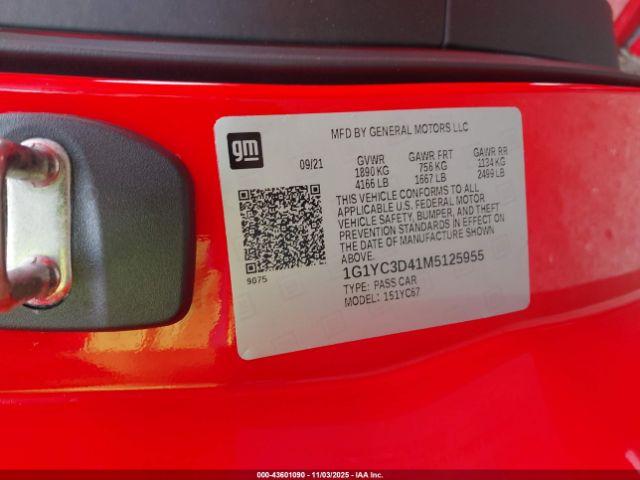 gm
MFD BY GENERAL MOTORS LLC
09/21 GVWR GAWR FRT GAWR RR
1890 KG 756 KG 1134 KG
4166 LB 1667 LB 2499 LB
THIS VEHICLE CONFORMS TO ALL
APPLICABLE U.S. FEDERAL MOTOR
VEHICLE SAFETY, BUMPER, AND THEFT
PREVENTION STANDARDS IN EFFECT ON
THE DATE OF MANUFACTURE SHOWN
ABOVE.
1G1YC3D41M5125955
TYPE: PASS CAR
MODEL: 1S1YC67
9075
000-43601090 - 11/03/2025 - IAA Inc.